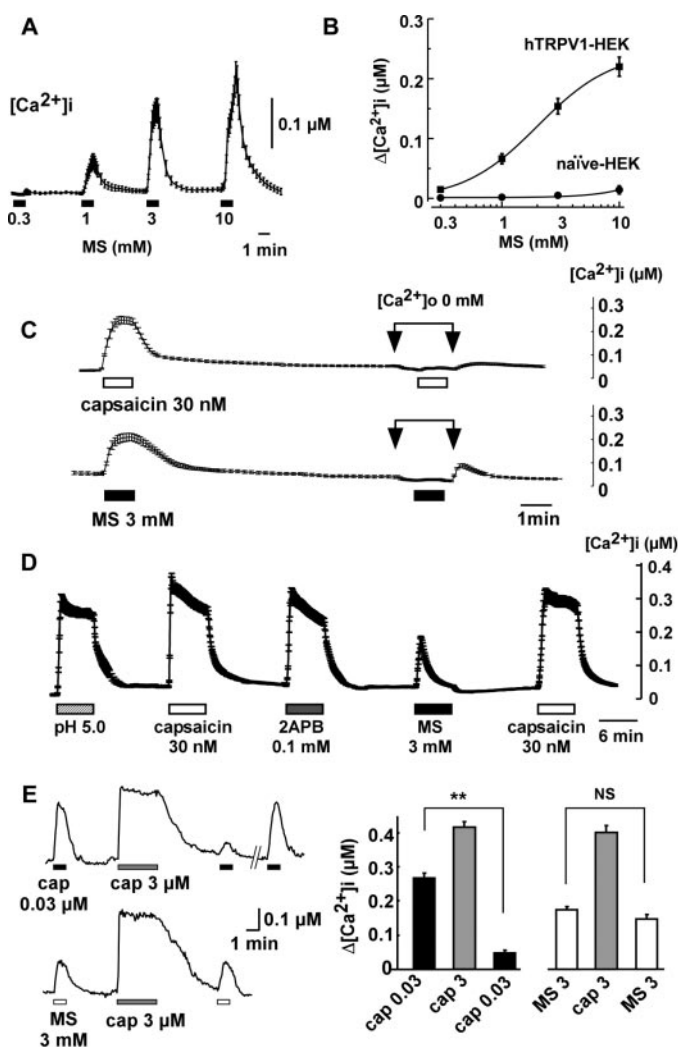 A
[Ca2+]i
0.1 µM
0.3 1 3 10
MS (mM)
1 min
B
Δ[Ca2+]i (µM)
0.2
0.1
0
hTRPV1-HEK
naïve-HEK
0.3 1 3 10
MS (mM)
C
[Ca2+]i (µM)
[Ca2+]o 0 mM
0.3
0.2
0.1
0
capsaicin 30 nM
0.3
0.2
0.1
0
MS 3 mM
1min
D
[Ca2+]i (µM)
0.4
0.3
0.2
0.1
0
pH 5.0
capsaicin
30 nM
2APB
0.1 mM
MS
3 mM
capsaicin
30 nM
6 min
E
cap
0.03 µM
cap 3 µM
0.1 µM
1 min
MS
3 mM
cap 3 µM
Δ[Ca2+]i (µM)
0.4
0.3
0.2
0.1
0
**
NS
cap 0.03
cap 3
cap 0.03
MS 3
cap 3
MS 3